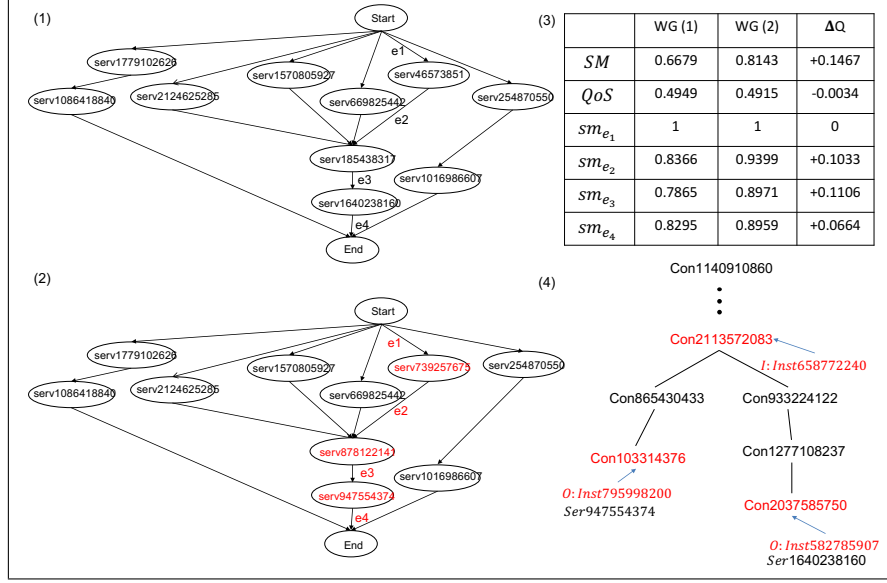 (1)
Start
e1
serv1779102626
serv1570805927
serv46573851
serv1086418840
serv2124625285
serv669825442
serv254870550
e2
serv185438317
e3
serv1016986607
serv1640238160
e4
End
(2)
Start
e1
serv1779102626
serv1570805927
serv739257675
serv254870550
serv1086418840
serv2124625285
serv669825442
e2
serv878122141
e3
serv1016986607
serv947554374
e4
End
(3)
WG (1) WG (2) ΔQ
SM 0.6679 0.8143 +0.1467
QoS 0.4949 0.4915 -0.0034
sm_e₁ 1 1 0
sm_e₂ 0.8366 0.9399 +0.1033
sm_e₃ 0.7865 0.8971 +0.1106
sm_e₄ 0.8295 0.8959 +0.0664
(4)
Con1140910860
Con2113572083
I: Inst658772240
Con865430433
Con933224122
Con103314376
Con1277108237
O: Inst795998200
Ser947554374
Con2037585750
O: Inst582785907
Ser1640238160